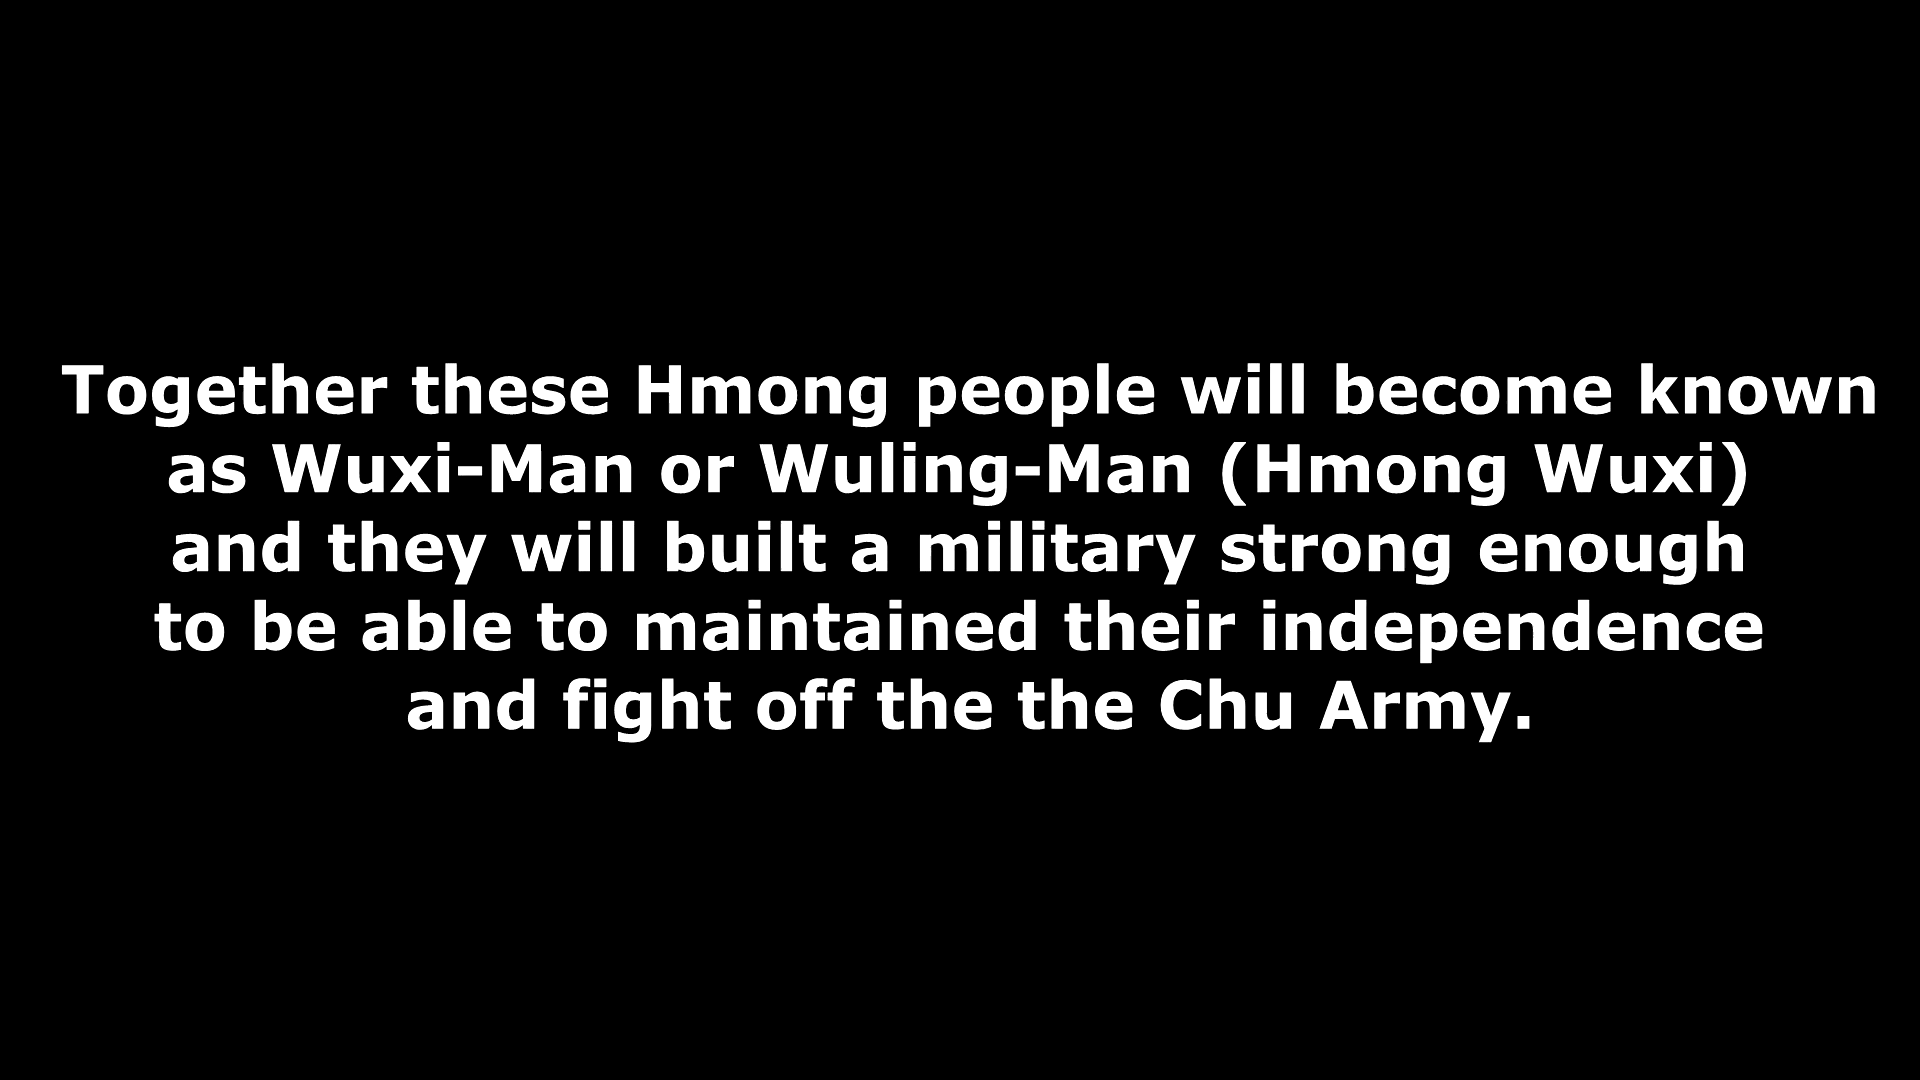 Together these Hmong people will become known
as Wuxi-Man or Wuling-Man (Hmong Wuxi)
and they will built a military strong enough
to be able to maintained their independence
and fight off the the Chu Army.